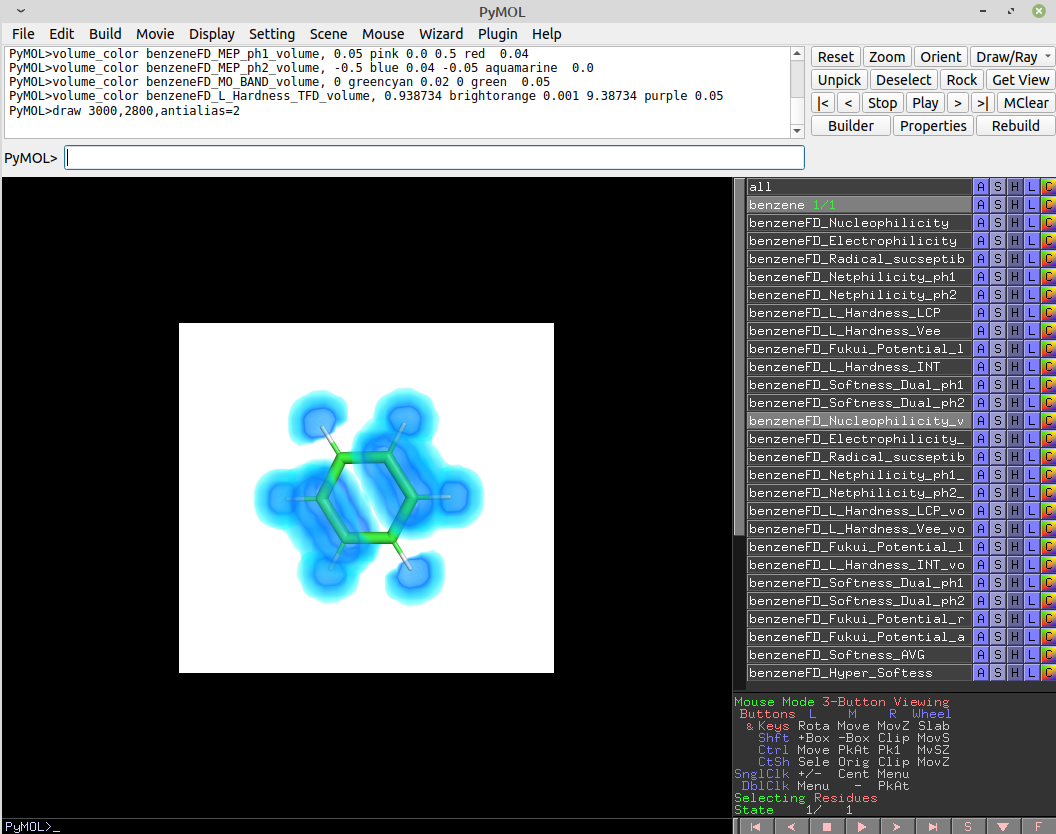 PyMOL
File Edit Build Movie Display Setting Scene Mouse Wizard Plugin Help
PyMOL>volume_color benzeneFD_MEP_ph1_volume, 0.05 pink 0.0 0.5 red  0.04
PyMOL>volume_color benzeneFD_MEP_ph2_volume, -0.5 blue 0.04 -0.05 aquamarine  0.0
PyMOL>volume_color benzeneFD_MO_BAND_volume, 0 greencyan 0.02 0 green  0.05
PyMOL>volume_color benzeneFD_L_Hardness_TFD_volume, 0.938734 brightorange 0.001 9.38734 purple 0.05
PyMOL>draw 3000,2800,antialias=2
PyMOL>
Reset Zoom Orient Draw/Ray
Unpick Deselect Rock Get View
|< < Stop Play > >| MClear
Builder Properties Rebuild
all A S H L C
benzene 1/1 A S H L C
benzeneFD_Nucleophilicity A S H L C
benzeneFD_Electrophilicity A S H L C
benzeneFD_Radical_sucseptib A S H L C
benzeneFD_Netphilicity_ph1 A S H L C
benzeneFD_Netphilicity_ph2 A S H L C
benzeneFD_L_Hardness_LCP A S H L C
benzeneFD_L_Hardness_Vee A S H L C
benzeneFD_Fukui_Potential_l A S H L C
benzeneFD_L_Hardness_INT A S H L C
benzeneFD_Softness_Dual_ph1 A S H L C
benzeneFD_Softness_Dual_ph2 A S H L C
benzeneFD_Nucleophilicity_v A S H L C
benzeneFD_Electrophilicity_ A S H L C
benzeneFD_Radical_sucseptib A S H L C
benzeneFD_Netphilicity_ph1_ A S H L C
benzeneFD_Netphilicity_ph2_ A S H L C
benzeneFD_L_Hardness_LCP_vo A S H L C
benzeneFD_L_Hardness_Vee_vo A S H L C
benzeneFD_Fukui_Potential_l A S H L C
benzeneFD_L_Hardness_INT_vo A S H L C
benzeneFD_Softness_Dual_ph1 A S H L C
benzeneFD_Softness_Dual_ph2 A S H L C
benzeneFD_Fukui_Potential_r A S H L C
benzeneFD_Fukui_Potential_a A S H L C
benzeneFD_Softness_AVG A S H L C
benzeneFD_Hyper_Softess A S H L C
Mouse Mode 3-Button Viewing
Buttons L M R Wheel
& Keys Rota Move MovZ Slab
Shft +Box -Box Clip MovS
Ctrl Move PkAt Pk1 MvSZ
CtSh Sele Orig Clip MovZ
SnglClk +/- Cent Menu
DblClk Menu - PkAt
Selecting Residues
State 1/ 1
PyMOL>_
S F